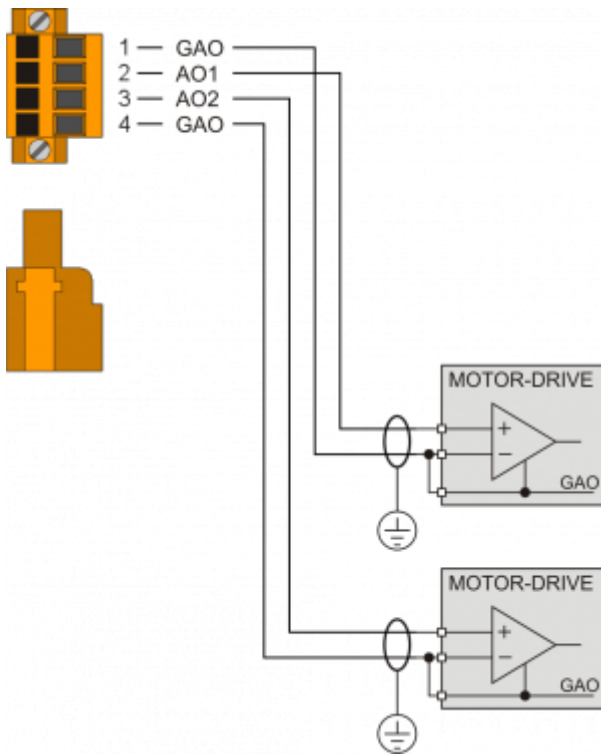 1 — GAO
2 — AO1
3 — AO2
4 — GAO
MOTOR-DRIVE
+
−
GAO
MOTOR-DRIVE
+
−
GAO